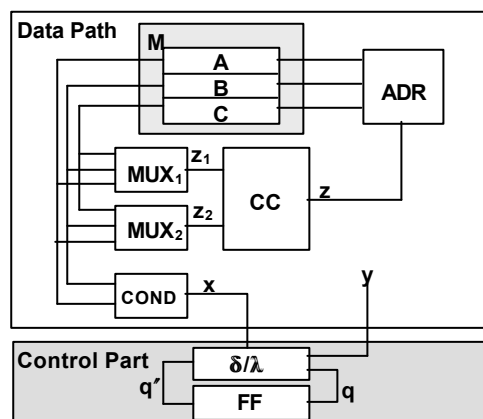 Data Path
M
A
B
C
ADR
MUX₁
z₁
MUX₂
z₂
CC
z
COND
x
y
Control Part
δ/λ
q′
q
FF